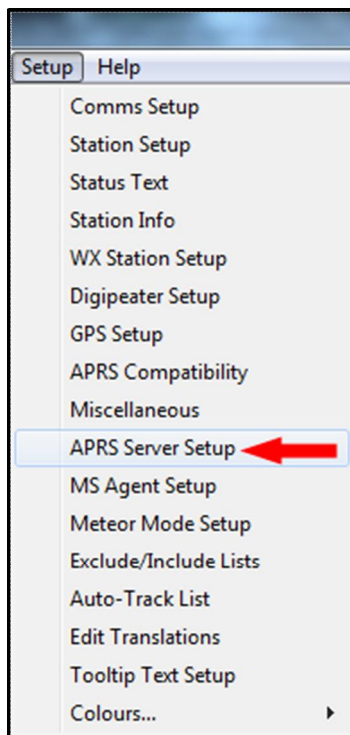 Setup Help
Comms Setup
Station Setup
Status Text
Station Info
WX Station Setup
Digipeater Setup
GPS Setup
APRS Compatibility
Miscellaneous
APRS Server Setup
MS Agent Setup
Meteor Mode Setup
Exclude/Include Lists
Auto-Track List
Edit Translations
Tooltip Text Setup
Colours...